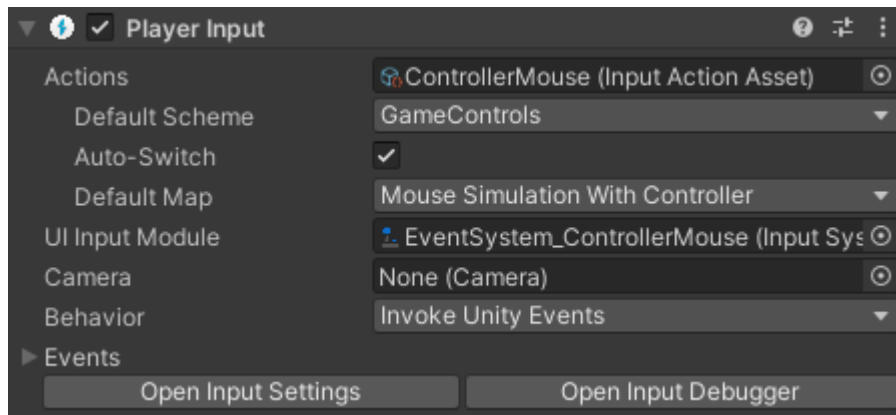 Player Input
Actions ControllerMouse (Input Action Asset)
Default Scheme GameControls
Auto-Switch
Default Map Mouse Simulation With Controller
UI Input Module EventSystem_ControllerMouse (Input Sys
Camera None (Camera)
Behavior Invoke Unity Events
Events
Open Input Settings Open Input Debugger